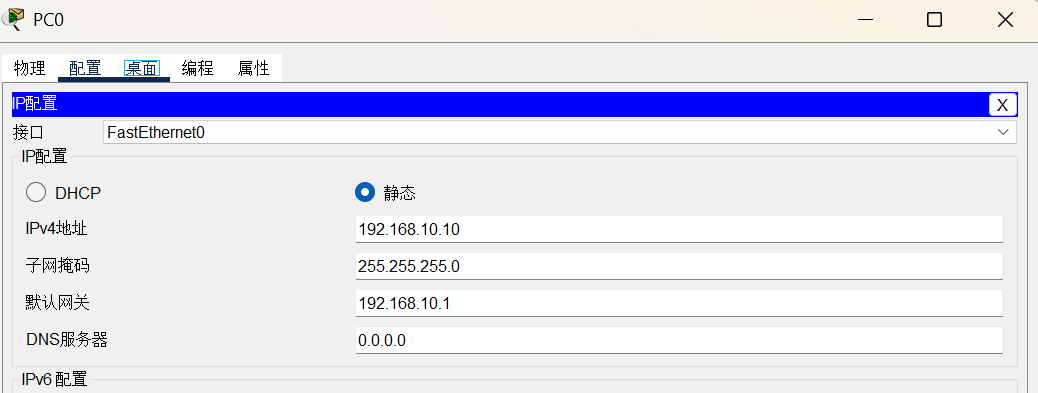 PC0
物理 配置 桌面 编程 属性
IP配置 X
接口 FastEthernet0
IP配置
DHCP 静态
IPv4地址 192.168.10.10
子网掩码 255.255.255.0
默认网关 192.168.10.1
DNS服务器 0.0.0.0
IPv6 配置